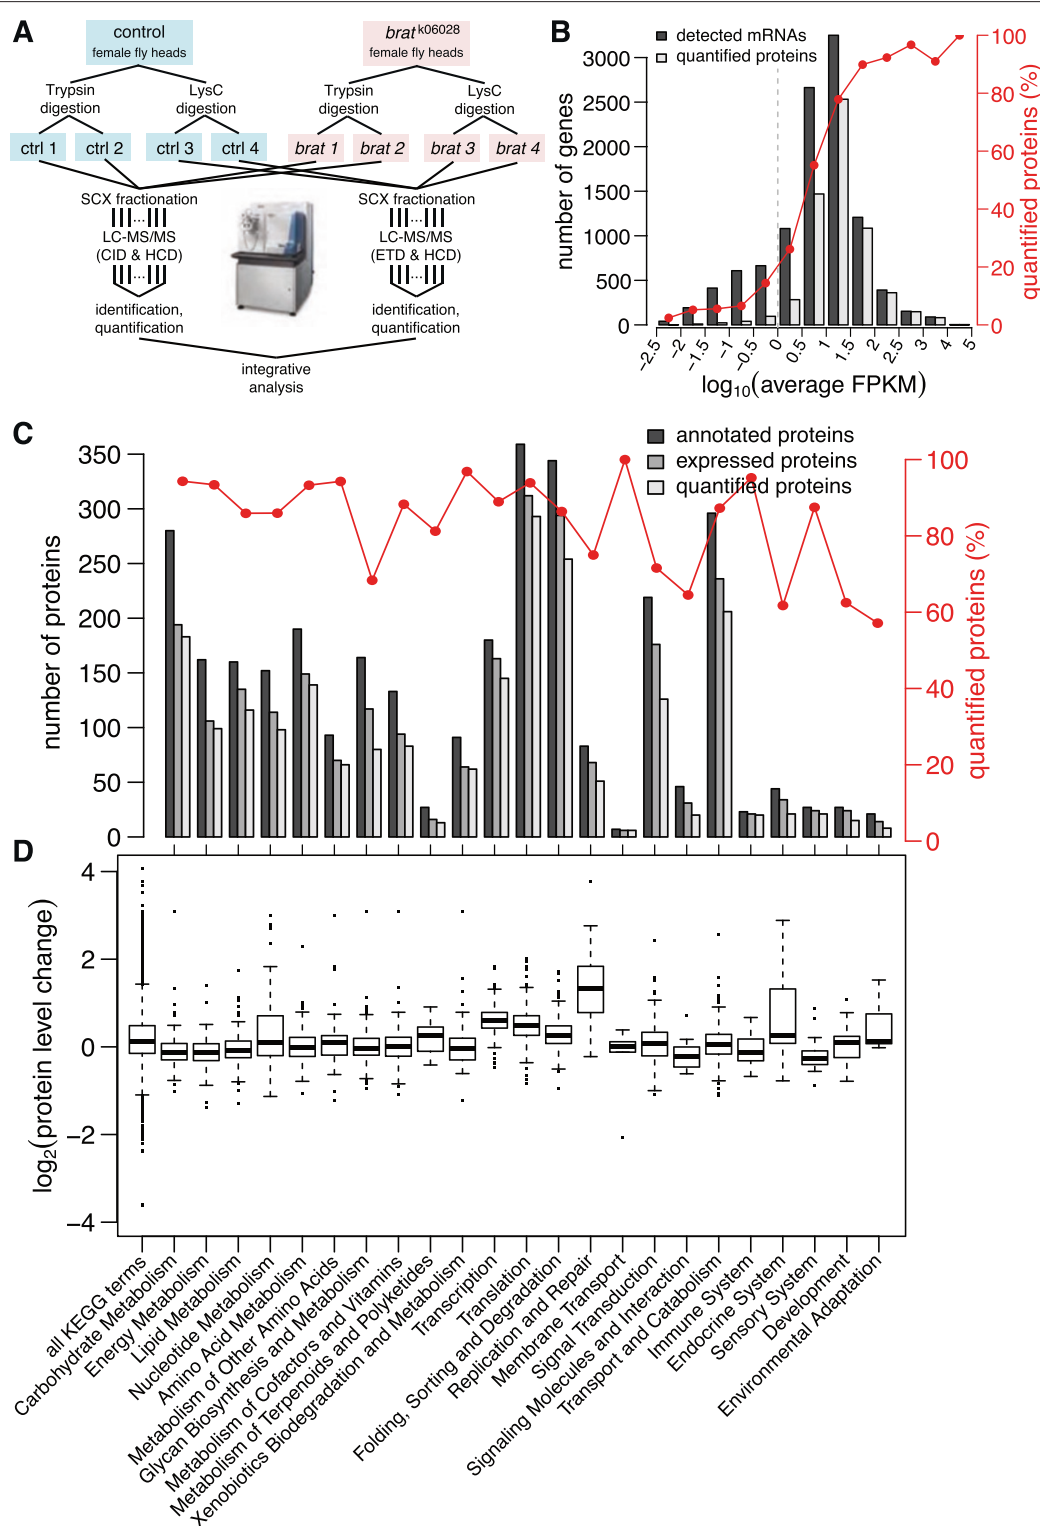 A
control
female fly heads
brat k06028
female fly heads
Trypsin
digestion
LysC
digestion
Trypsin
digestion
LysC
digestion
ctrl 1
ctrl 2
ctrl 3
ctrl 4
brat 1
brat 2
brat 3
brat 4
SCX fractionation
...
LC-MS/MS
(CID & HCD)
...
identification,
quantification
SCX fractionation
...
LC-MS/MS
(ETD & HCD)
...
identification,
quantification
integrative
analysis
B
detected mRNAs
quantified proteins
number of genes
3000
2500
2000
1500
1000
500
0
−2.5
−2
−1.5
−1
−0.5
0
0.5
1
1.5
2
2.5
3
4
5
log10(average FPKM)
100
80
60
40
20
0
quantified proteins (%)
C
annotated proteins
expressed proteins
quantified proteins
number of proteins
350
300
250
200
150
100
50
0
100
80
60
40
20
0
quantified proteins (%)
D
log2(protein level change)
4
2
0
−2
−4
all KEGG terms
Carbohydrate Metabolism
Energy Metabolism
Lipid Metabolism
Nucleotide Metabolism
Amino Acid Metabolism
Metabolism of Other Amino Acids
Glycan Biosynthesis and Metabolism
Metabolism of Cofactors and Vitamins
Metabolism of Terpenoids and Polyketides
Xenobiotics Biodegradation and Metabolism
Transcription
Translation
Folding, Sorting and Degradation
Replication and Repair
Membrane Transport
Signal Transduction
Signaling Molecules and Interaction
Transport and Catabolism
Immune System
Endocrine System
Sensory System
Development
Environmental Adaptation